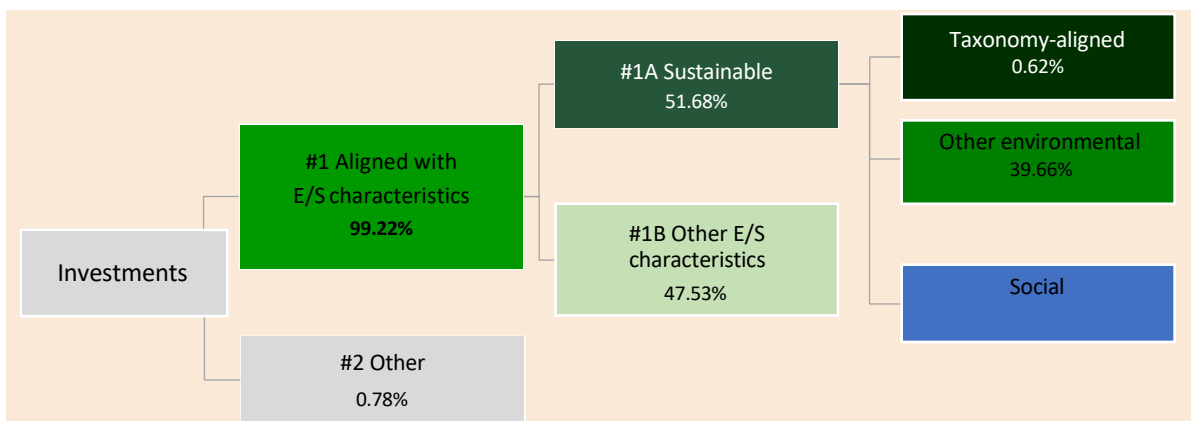 Investments
#1 Aligned with
E/S characteristics
99.22%
#2 Other
0.78%
#1A Sustainable
51.68%
#1B Other E/S
characteristics
47.53%
Taxonomy-aligned
0.62%
Other environmental
39.66%
Social